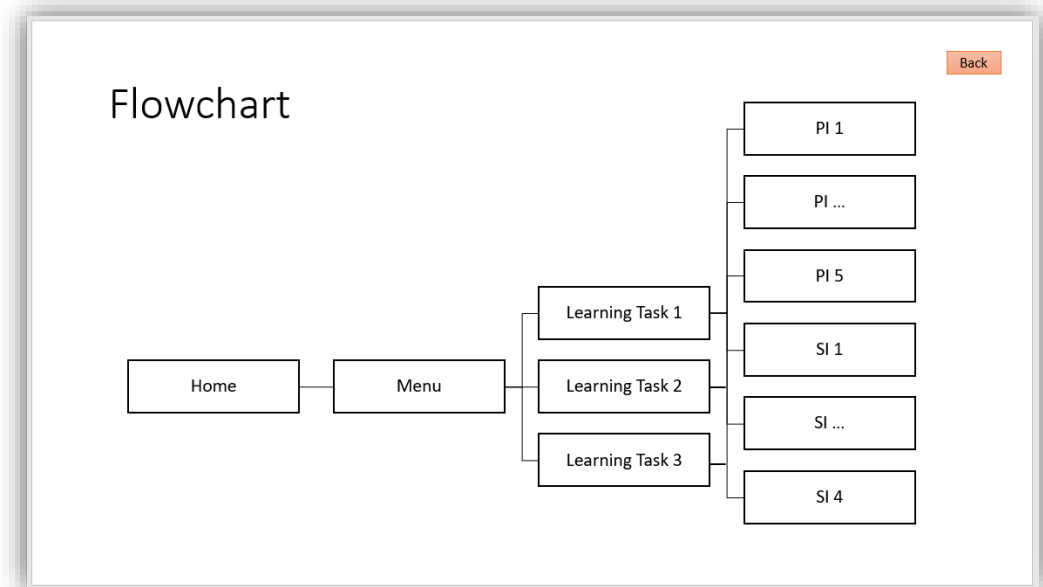 Back
Flowchart
PI 1
PI ...
PI 5
Learning Task 1
SI 1
Home
Menu
Learning Task 2
SI ...
Learning Task 3
SI 4